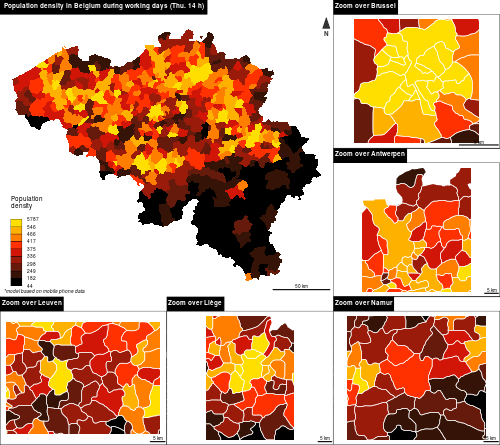 Population density in Belgium during working days (Thu. 14 h)
N
Population
density
5787
546
466
417
375
336
298
249
182
44
*model based on mobile phone data
50 km
Zoom over Brussel
Zoom over Antwerpen
5 km
Zoom over Leuven
5 km
Zoom over Liège
5 km
Zoom over Namur
5 km